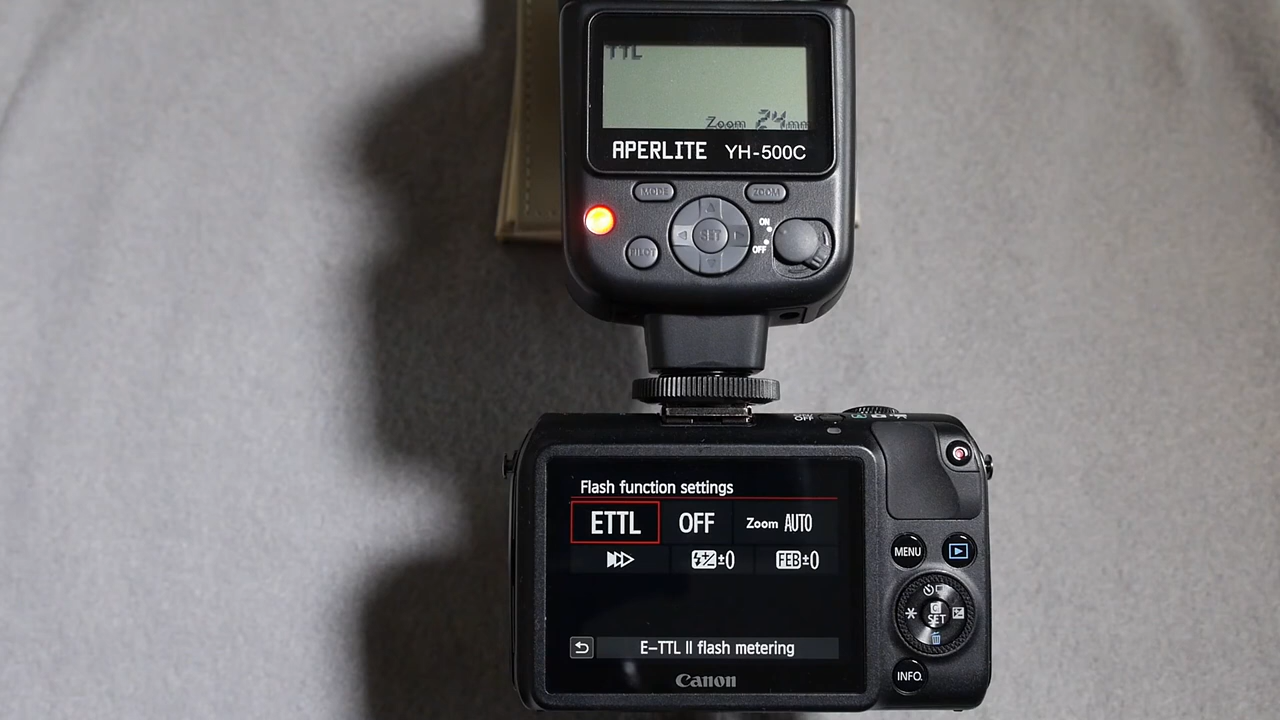 TTL
Zoom 24mm
APERLITE YH-500C
MODE ZOOM
ON
SET
PILOT
OFF
OFF
Flash function settings
ETTL OFF Zoom AUTO
±0 FEB±0
MENU
SET
E-TTL II flash metering
INFO.
Canon